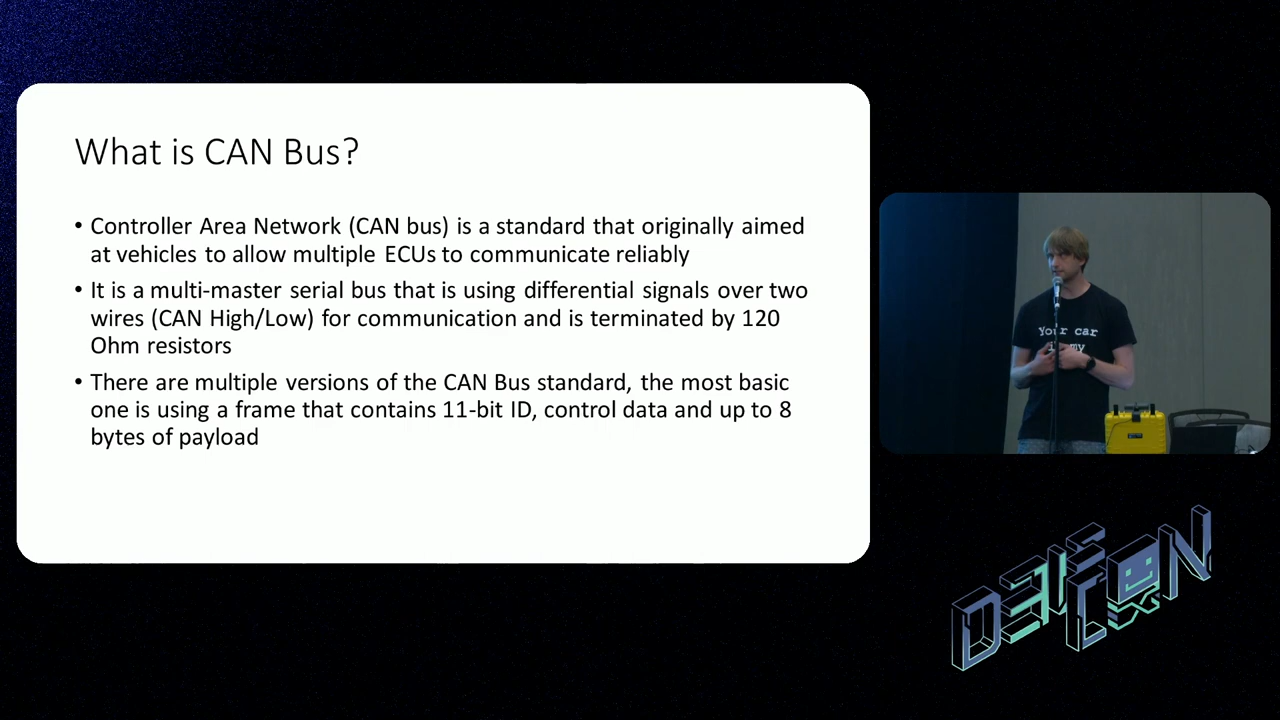 What is CAN Bus?
• Controller Area Network (CAN bus) is a standard that originally aimed
at vehicles to allow multiple ECUs to communicate reliably
• It is a multi-master serial bus that is using differential signals over two
wires (CAN High/Low) for communication and is terminated by 120
Ohm resistors
• There are multiple versions of the CAN Bus standard, the most basic
one is using a frame that contains 11-bit ID, control data and up to 8
bytes of payload
Your car
my
DEF
CON